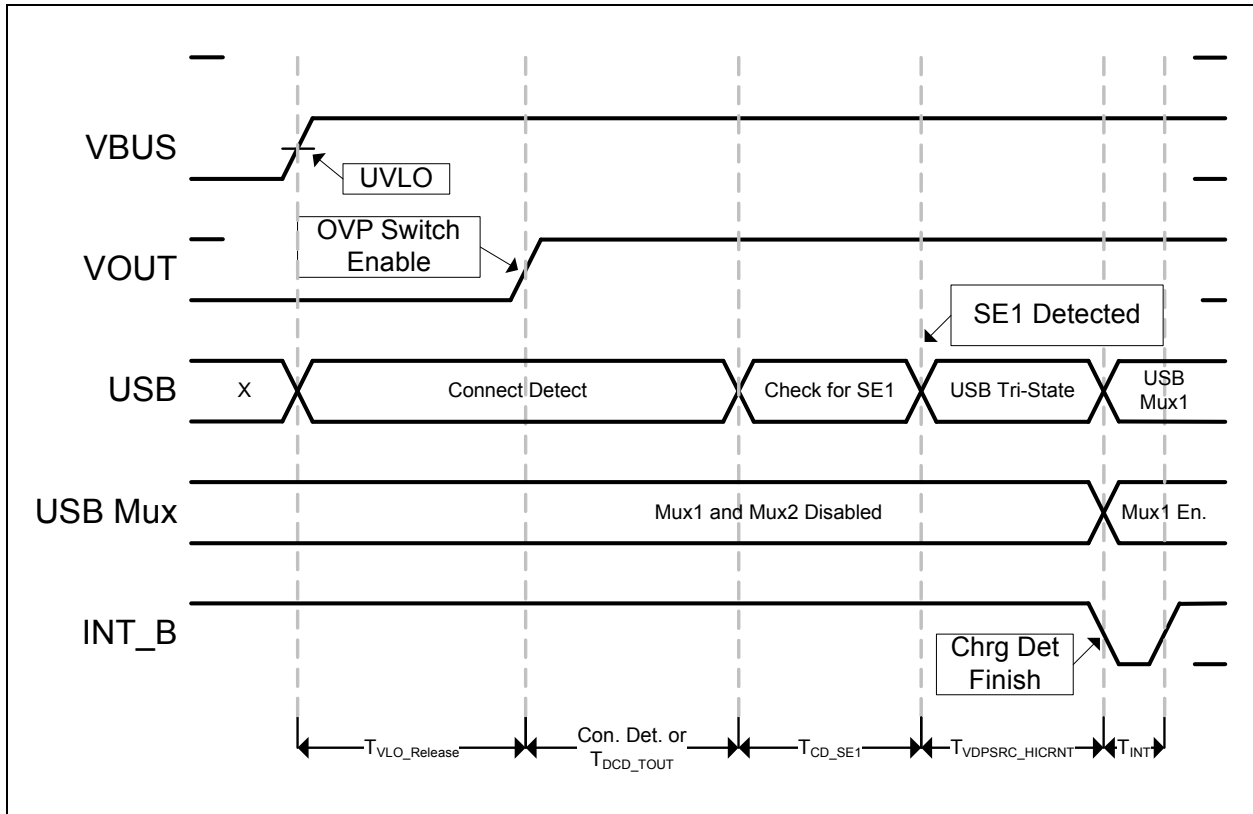 VBUS
UVLO
OVP Switch
Enable
VOUT
SE1 Detected
USB
X
Connect Detect
Check for SE1
USB Tri-State
USB
Mux1
USB Mux
Mux1 and Mux2 Disabled
Mux1 En.
INT_B
Chrg Det
Finish
TVLO_Release
Con. Det. or
TDCD_TOUT
TCD_SE1
TVDPSRC_HICRNT
TINT